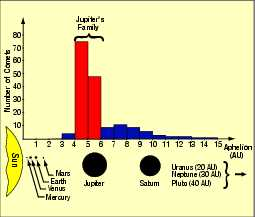 Jupiter's
Family
Number of Comets
80
70
60
50
40
30
20
10
0 1 2 3 4 5 6 7 8 9 10 11 12 13 14 15 Aphelion
(AU)
Sun
Mars
Earth
Venus
Mercury
Jupiter
Saturn
Uranus (20 AU)
Neptune (30 AU)
Pluto (40 AU)